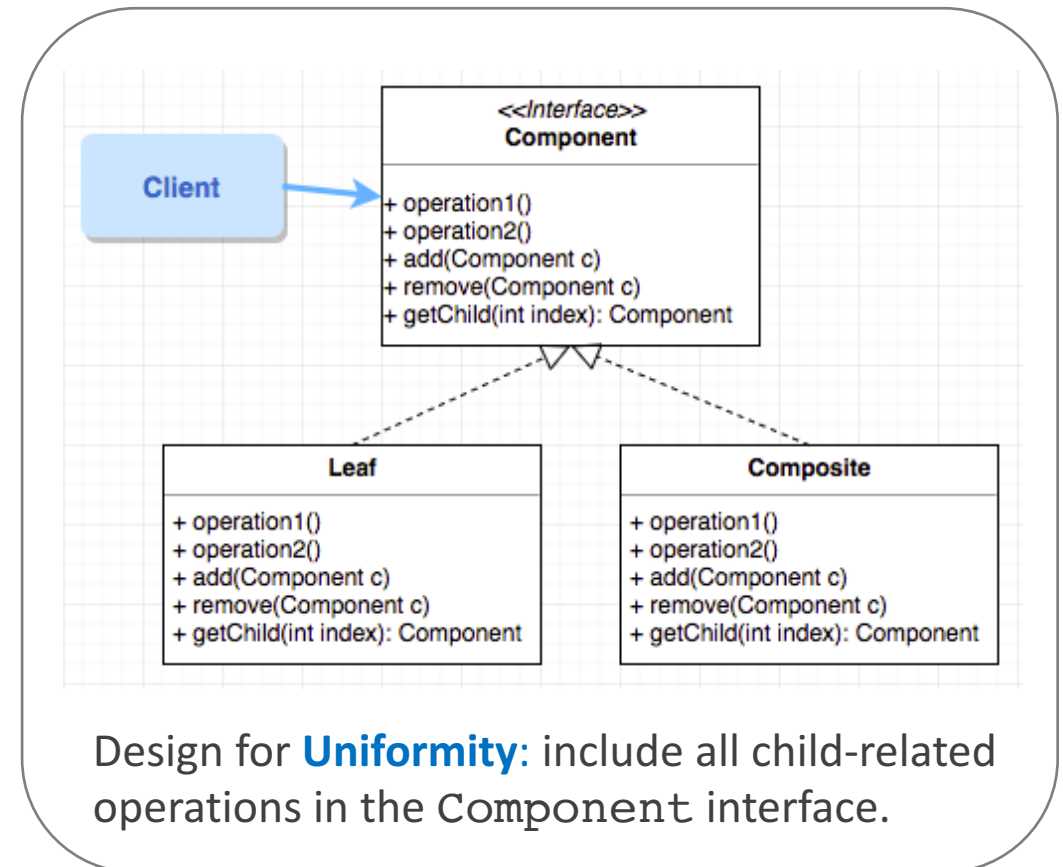 <<Interface>>
Component
Client
+ operation1()
+ operation2()
+ add(Component c)
+ remove(Component c)
+ getChild(int index): Component
Leaf
+ operation1()
+ operation2()
+ add(Component c)
+ remove(Component c)
+ getChild(int index): Component
Composite
+ operation1()
+ operation2()
+ add(Component c)
+ remove(Component c)
+ getChild(int index): Component
Design for Uniformity: include all child-related
operations in the Component interface.